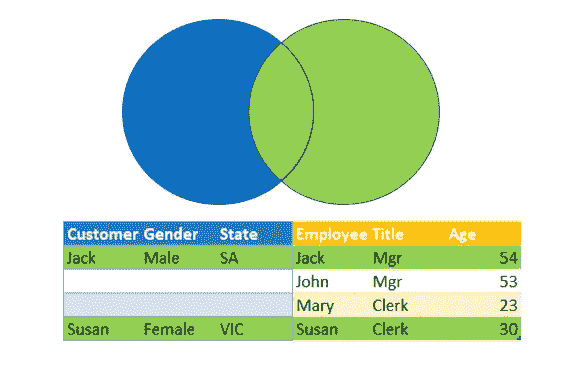 Customer Gender State Employee Title Age
Jack Male SA Jack Mgr 54
John Mgr 53
Mary Clerk 23
Susan Female VIC Susan Clerk 30